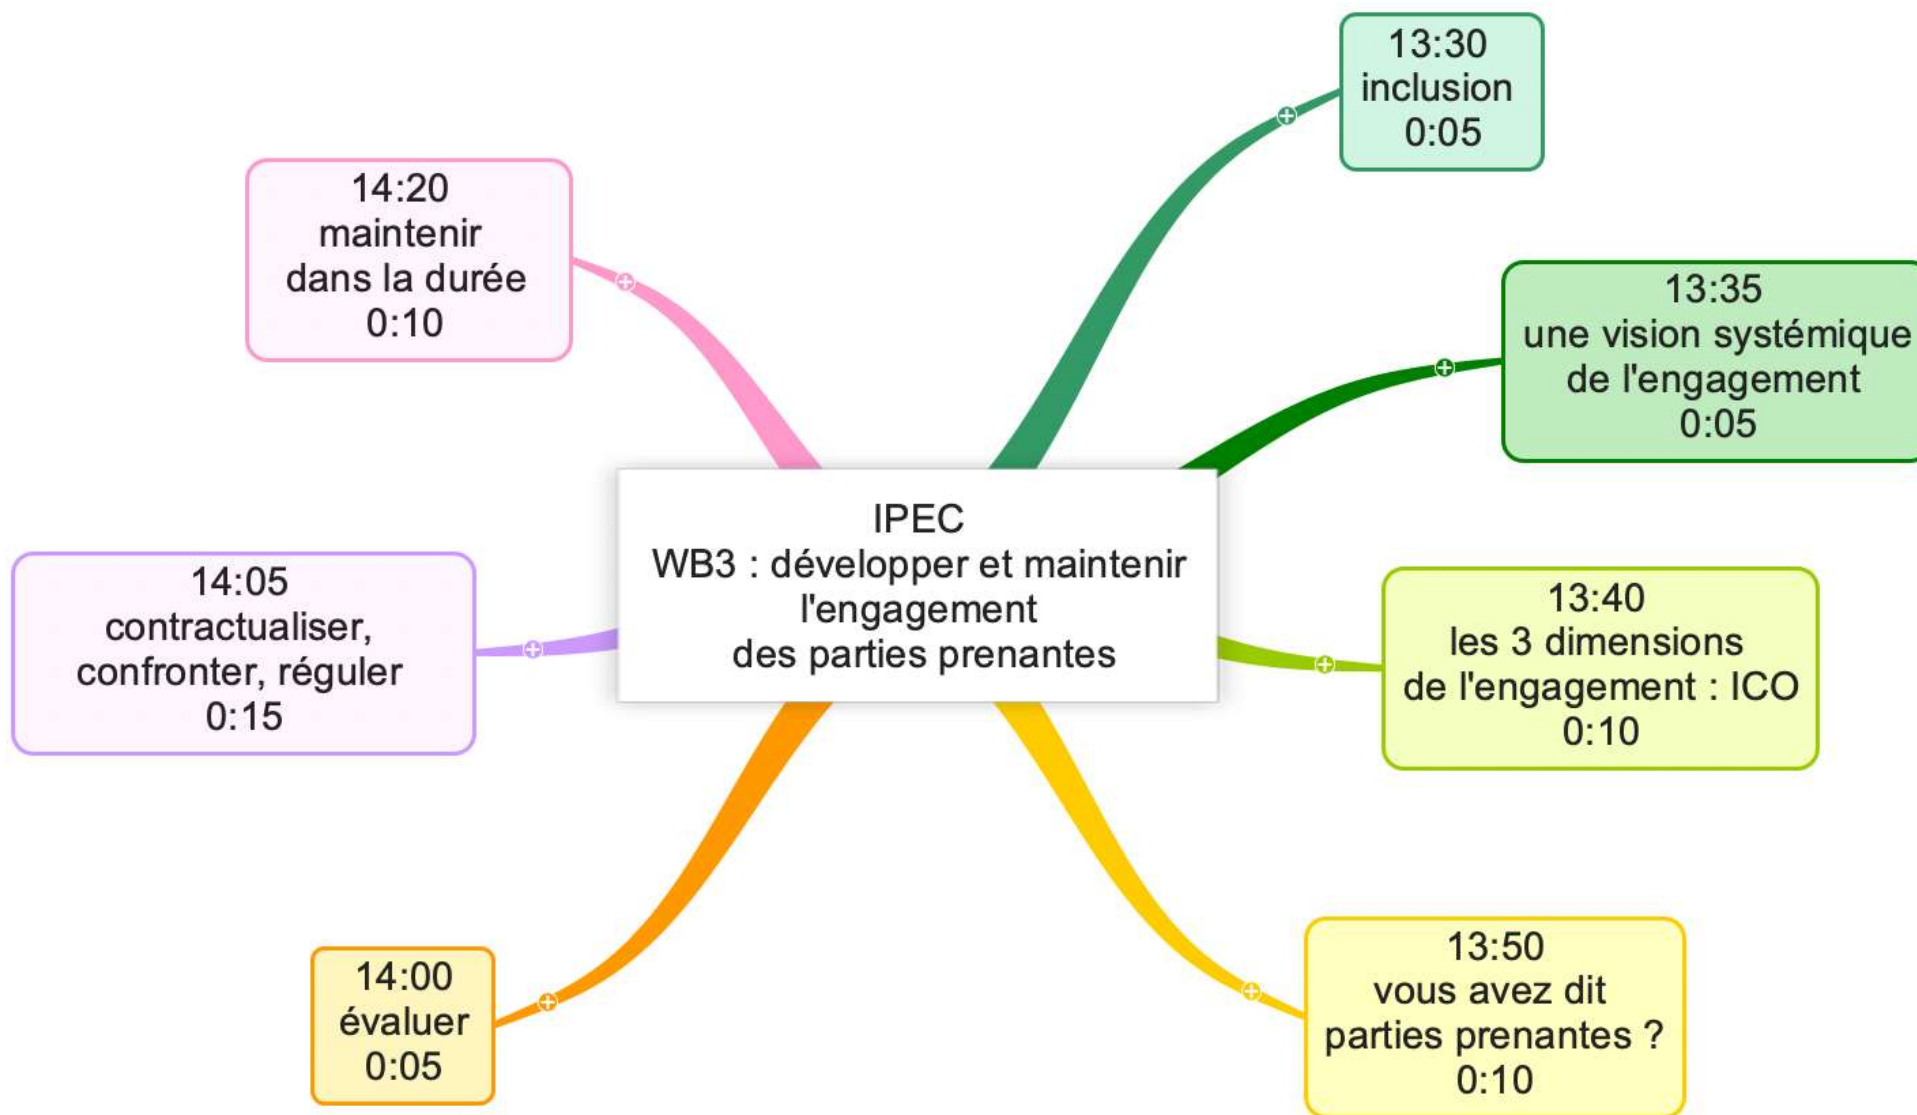 IPEC
WB3 : développer et maintenir
l'engagement
des parties prenantes
13:30
inclusion
0:05
13:35
une vision systémique
de l'engagement
0:05
13:40
les 3 dimensions
de l'engagement : ICO
0:10
13:50
vous avez dit
parties prenantes ?
0:10
14:00
évaluer
0:05
14:05
contractualiser,
confronter, réguler
0:15
14:20
maintenir
dans la durée
0:10